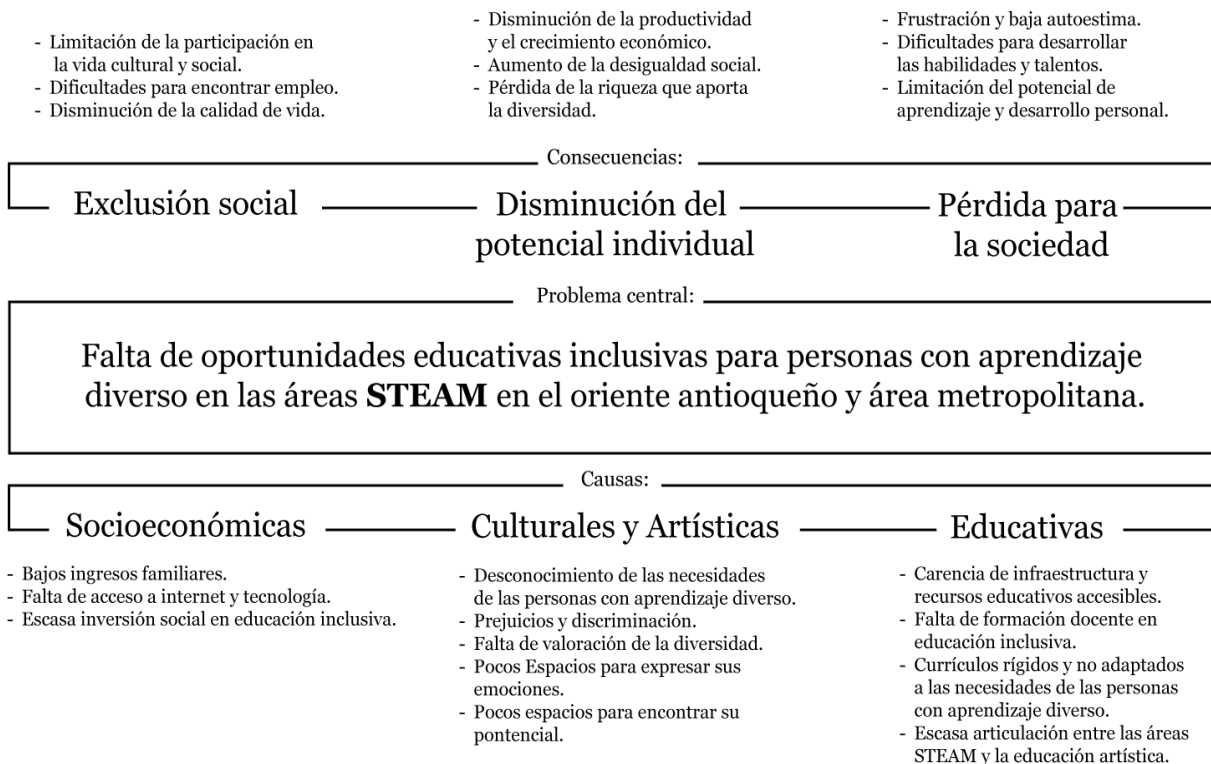 - Limitación de la participación en
la vida cultural y social.
- Dificultades para encontrar empleo.
- Disminución de la calidad de vida.
- Disminución de la productividad
y el crecimiento económico.
- Aumento de la desigualdad social.
- Pérdida de la riqueza que aporta
la diversidad.
- Frustración y baja autoestima.
- Dificultades para desarrollar
las habilidades y talentos.
- Limitación del potencial de
aprendizaje y desarrollo personal.
Consecuencias:
Exclusión social
Disminución del
potencial individual
Pérdida para
la sociedad
Problema central:
Falta de oportunidades educativas inclusivas para personas con aprendizaje
diverso en las áreas STEAM en el oriente antioqueño y área metropolitana.
Causas:
Socioeconómicas
Culturales y Artísticas
Educativas
- Bajos ingresos familiares.
- Falta de acceso a internet y tecnología.
- Escasa inversión social en educación inclusiva.
- Desconocimiento de las necesidades
de las personas con aprendizaje diverso.
- Prejuicios y discriminación.
- Falta de valoración de la diversidad.
- Pocos Espacios para expresar sus
emociones.
- Pocos espacios para encontrar su
pontencial.
- Carencia de infraestructura y
recursos educativos accesibles.
- Falta de formación docente en
educación inclusiva.
- Currículos rígidos y no adaptados
a las necesidades de las personas
con aprendizaje diverso.
- Escasa articulación entre las áreas
STEAM y la educación artística.